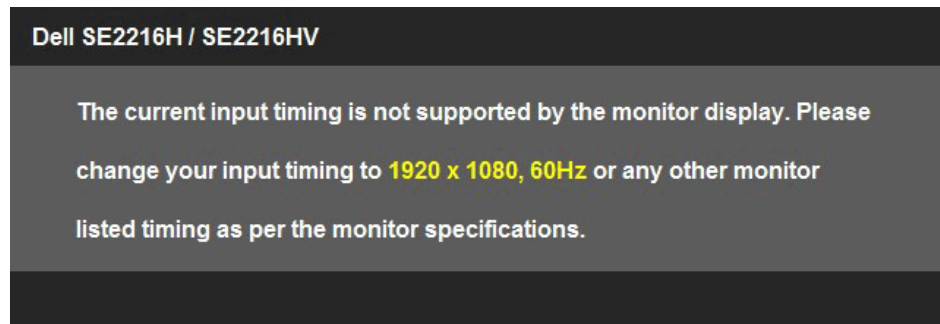 Dell SE2216H / SE2216HV
The current input timing is not supported by the monitor display. Please
change your input timing to 1920 x 1080, 60Hz or any other monitor
listed timing as per the monitor specifications.